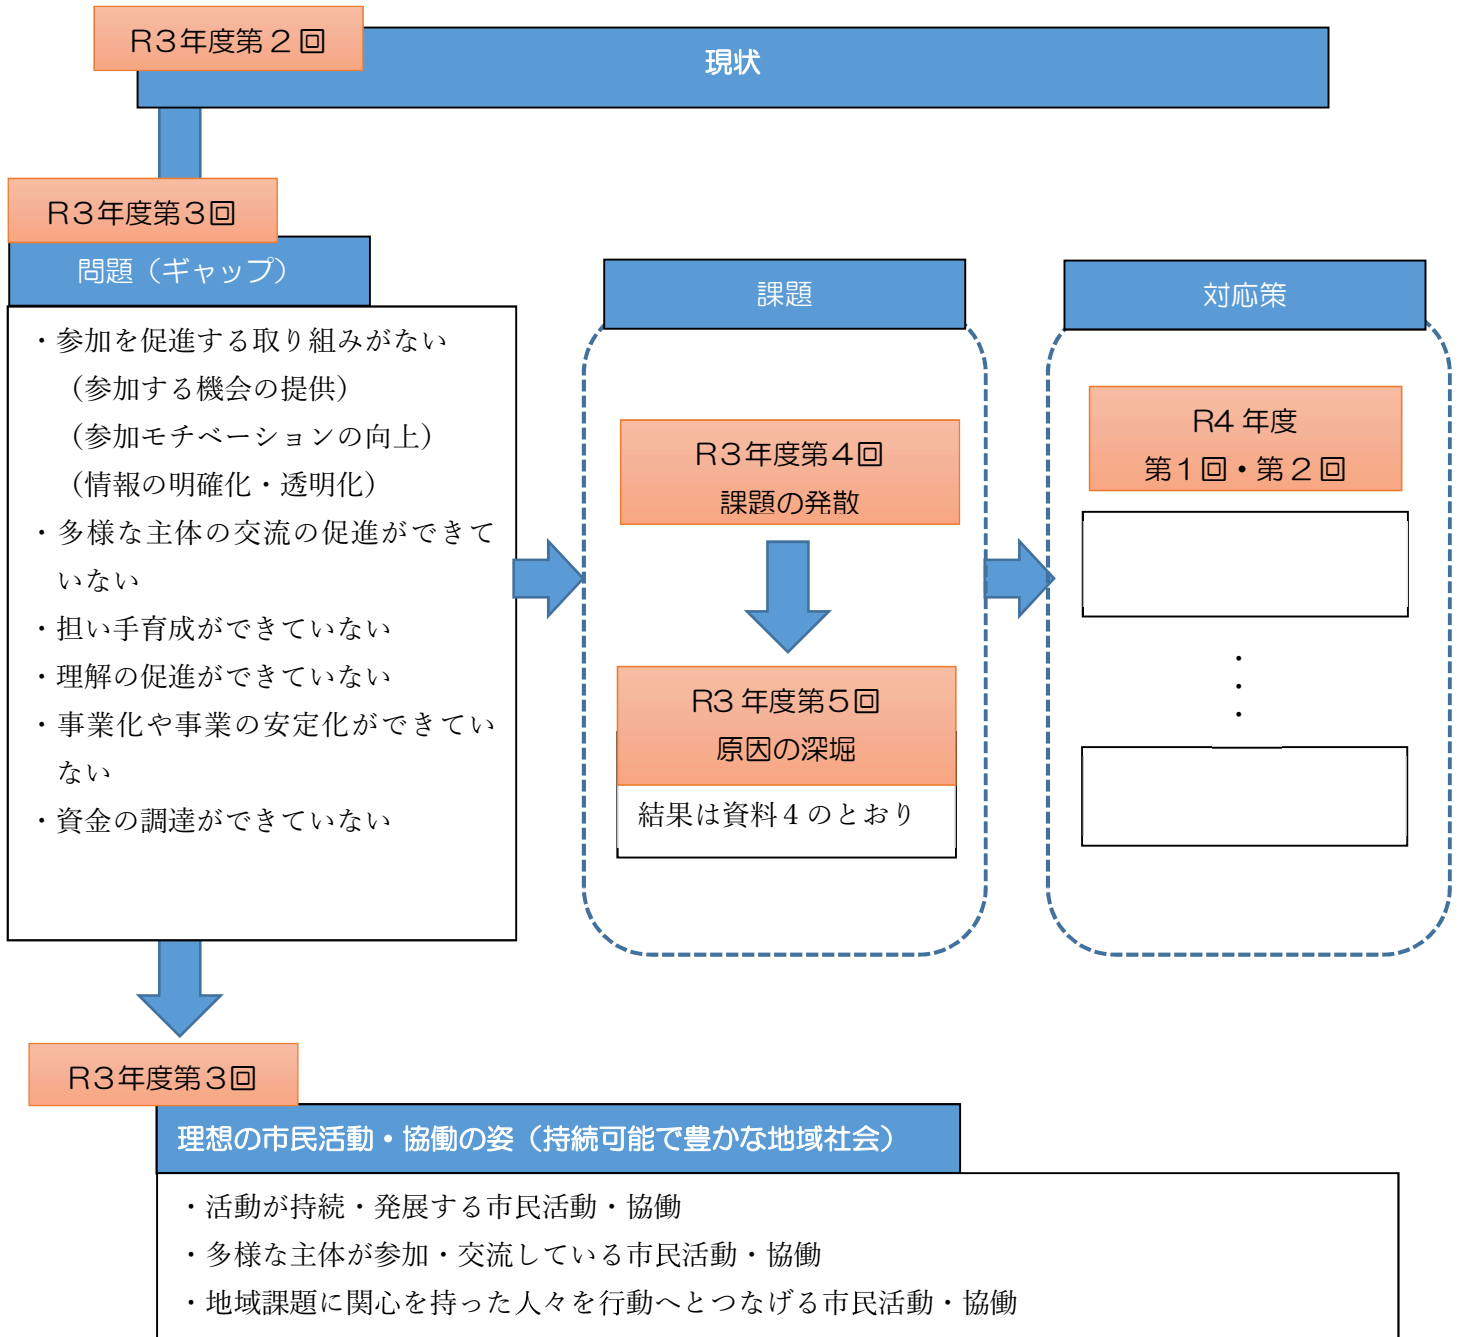 R3年度第2回
現状
R3年度第3回
問題（ギャップ）
・参加を促進する取り組みがない
（参加する機会の提供）
（参加モチベーションの向上）
（情報の明確化・透明化）
・多様な主体の交流の促進ができて
いない
・担い手育成ができていない
・理解の促進ができていない
・事業化や事業の安定化ができてい
ない
・資金の調達ができていない
課題
R3年度第4回
課題の発散
R3年度第5回
原因の深堀
結果は資料4のとおり
対応策
R4年度
第1回・第2回
・
・
・
R3年度第3回
理想の市民活動・協働の姿（持続可能で豊かな地域社会）
・活動が持続・発展する市民活動・協働
・多様な主体が参加・交流している市民活動・協働
・地域課題に関心を持った人々を行動へとつなげる市民活動・協働